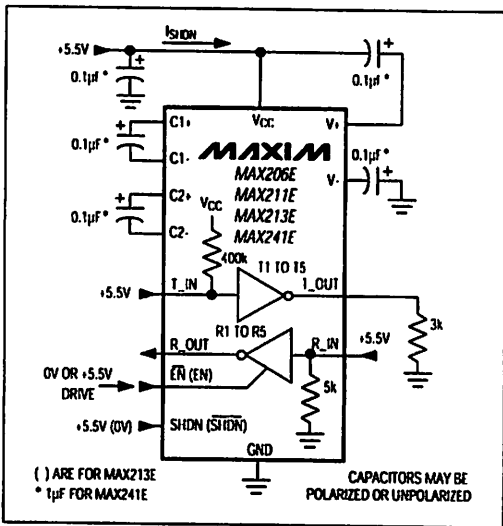 I_SHDN
+5.5V
0.1µF*
0.1µF*
0.1µF*
0.1µF*
0.1µF*
C1+
C1-
C2+
C2-
VCC
V+
V-
MAXIM
MAX206E
MAX211E
MAX213E
MAX241E
VCC
400k
T1 TO T5
+5.5V
T_IN
T_OUT
3k
R1 TO R5
R_OUT
R_IN
+5.5V
5k
0V OR +5.5V
DRIVE
EN (EN)
+5.5V (0V)
SHDN (SHDN)
GND
( ) ARE FOR MAX213E
* 1µF FOR MAX241E
CAPACITORS MAY BE
POLARIZED OR UNPOLARIZED